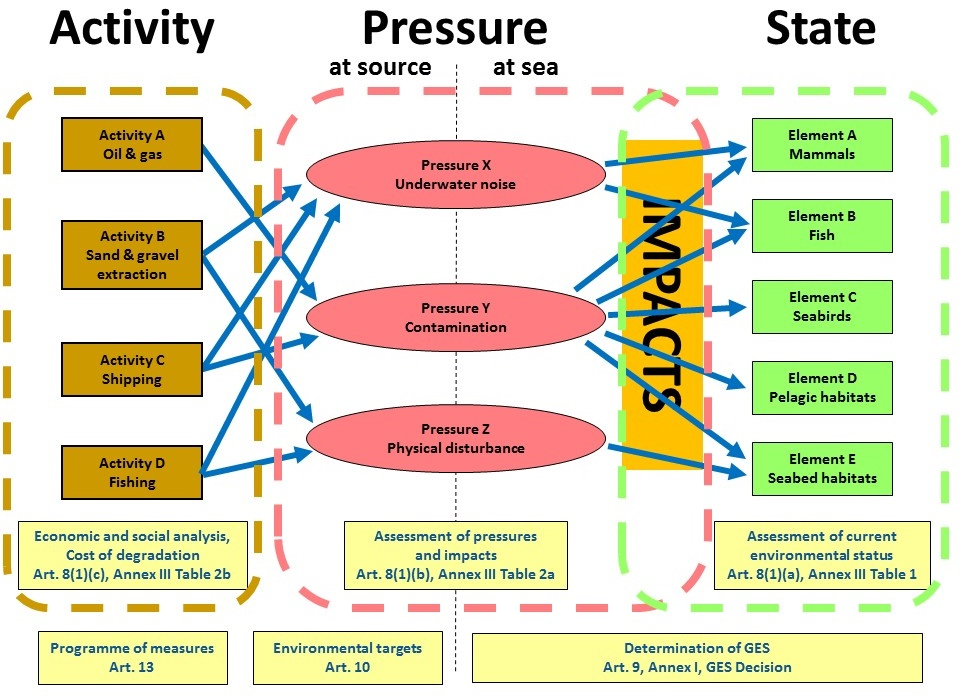 Activity
Pressure
State
at source
at sea
Activity A
Oil & gas
Activity B
Sand & gravel
extraction
Activity C
Shipping
Activity D
Fishing
Pressure X
Underwater noise
Pressure Y
Contamination
Pressure Z
Physical disturbance
IMPACTS
Element A
Mammals
Element B
Fish
Element C
Seabirds
Element D
Pelagic habitats
Element E
Seabed habitats
Economic and social analysis,
Cost of degradation
Art. 8(1)(c), Annex III Table 2b
Assessment of pressures
and impacts
Art. 8(1)(b), Annex III Table 2a
Assessment of current
environmental status
Art. 8(1)(a), Annex III Table 1
Programme of measures
Art. 13
Environmental targets
Art. 10
Determination of GES
Art. 9, Annex I, GES Decision